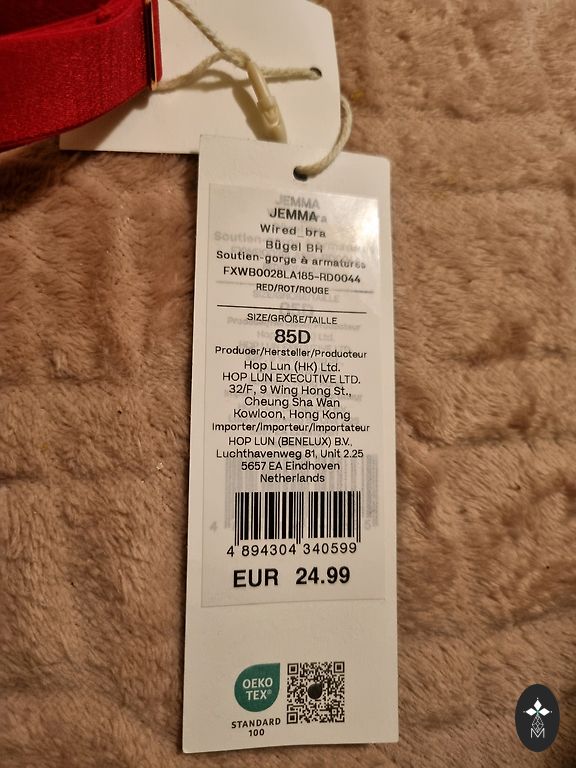 JEMMA
JEMMA
Wired_bra
Bügel BH
Soutien-gorge à armatures
FXWB0028LA185-RD0044
RED/ROT/ROUGE
SIZE/GRÖßE/TAILLE
85D
Producer/Hersteller/Producteur
Hop Lun (HK) Ltd.
HOP LUN EXECUTIVE LTD.
32/F, 9 Wing Hong St.,
Cheung Sha Wan
Kowloon, Hong Kong
Importer/Importeur/Importateur
HOP LUN (BENELUX) B.V.
Luchthavenweg 81, Unit 2.25
5657 EA Eindhoven
Netherlands
4 894304 340599
EUR 24.99
OEKO
TEX®
STANDARD
100
M